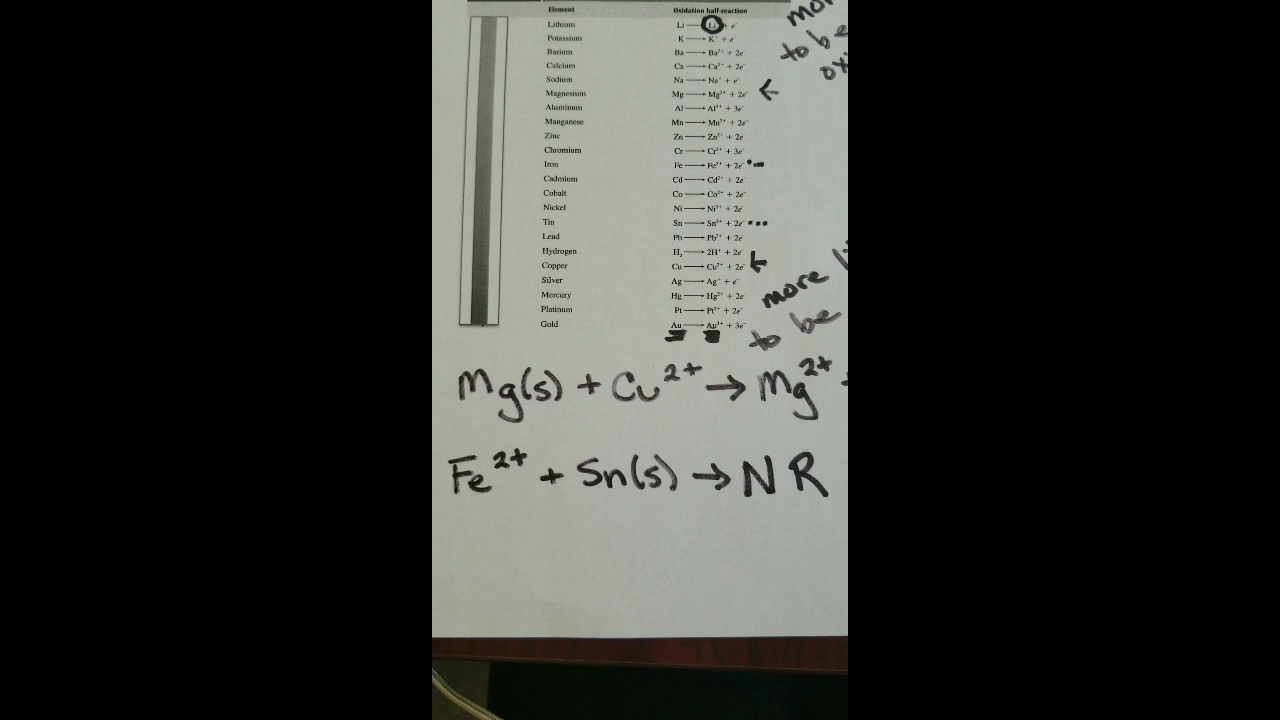 Element Oxidation half-reaction
Lithium Li → Li⁺ + e⁻
Potassium K → K⁺ + e⁻
Barium Ba → Ba²⁺ + 2e⁻
Calcium Ca → Ca²⁺ + 2e⁻
Sodium Na → Na⁺ + e⁻
Magnesium Mg → Mg²⁺ + 2e⁻
Aluminum Al → Al³⁺ + 3e⁻
Manganese Mn → Mn²⁺ + 2e⁻
Zinc Zn → Zn²⁺ + 2e⁻
Chromium Cr → Cr³⁺ + 3e⁻
Iron Fe → Fe²⁺ + 2e⁻
Cadmium Cd → Cd²⁺ + 2e⁻
Cobalt Co → Co²⁺ + 2e⁻
Nickel Ni → Ni²⁺ + 2e⁻
Tin Sn → Sn²⁺ + 2e⁻
Lead Pb → Pb²⁺ + 2e⁻
Hydrogen H₂ → 2H⁺ + 2e⁻
Copper Cu → Cu²⁺ + 2e⁻
Silver Ag → Ag⁺ + e⁻
Mercury Hg → Hg²⁺ + 2e⁻
Platinum Pt → Pt²⁺ + 2e⁻
Gold Au → Au³⁺ + 3e⁻
to be
more
to be
Mg(s) + Cu²⁺ → Mg²⁺ +
Fe²⁺ + Sn(s) → NR